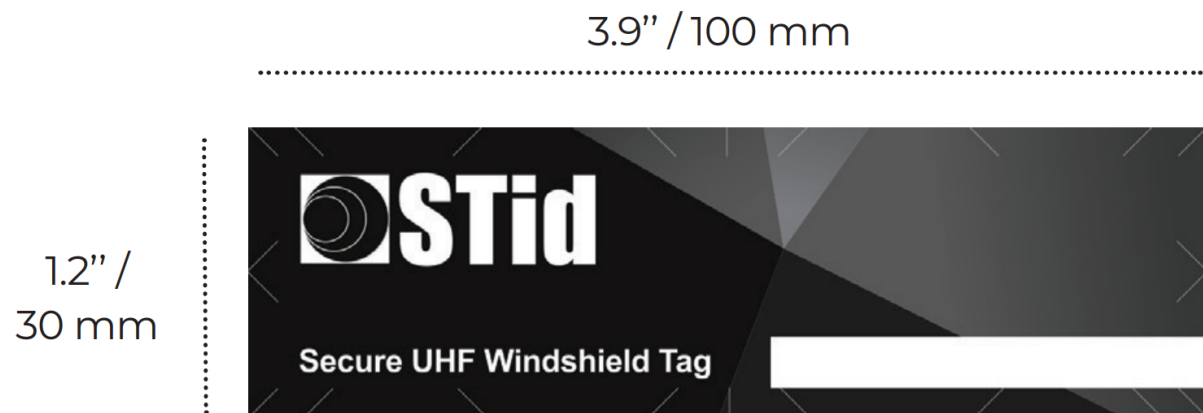 3.9’’ / 100 mm
1.2’’ /
30 mm
STid
Secure UHF Windshield Tag